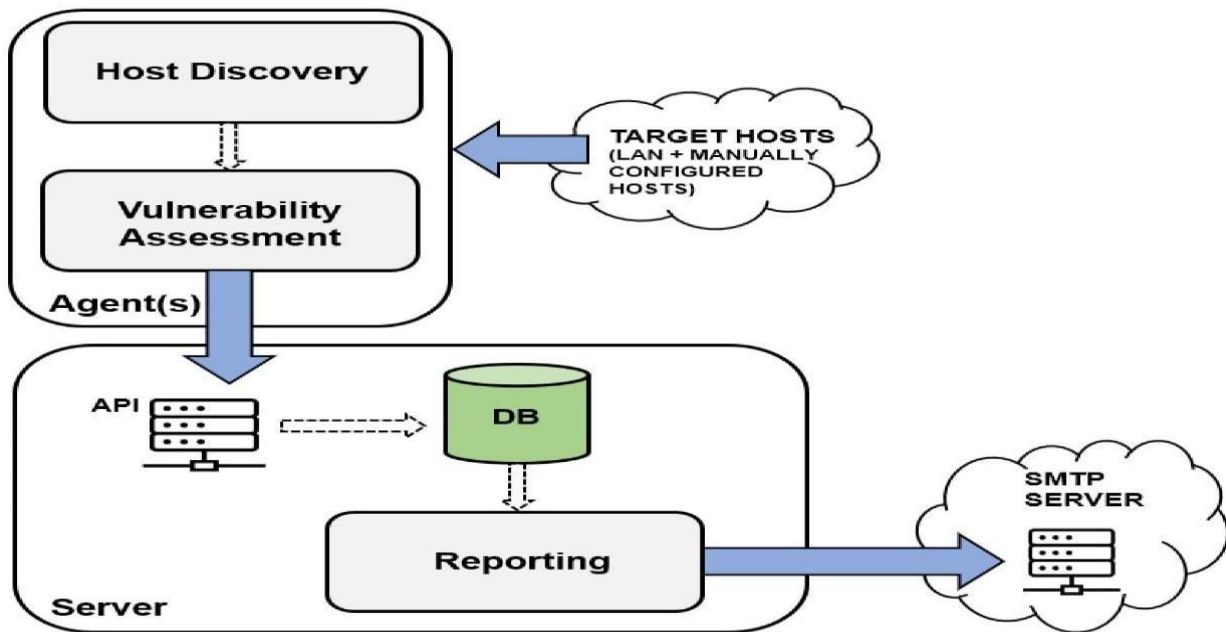 Host Discovery
TARGET HOSTS
(LAN + MANUALLY
CONFIGURED
HOSTS)
Vulnerability
Assessment
Agent(s)
API
DB
SMTP
SERVER
Reporting
Server